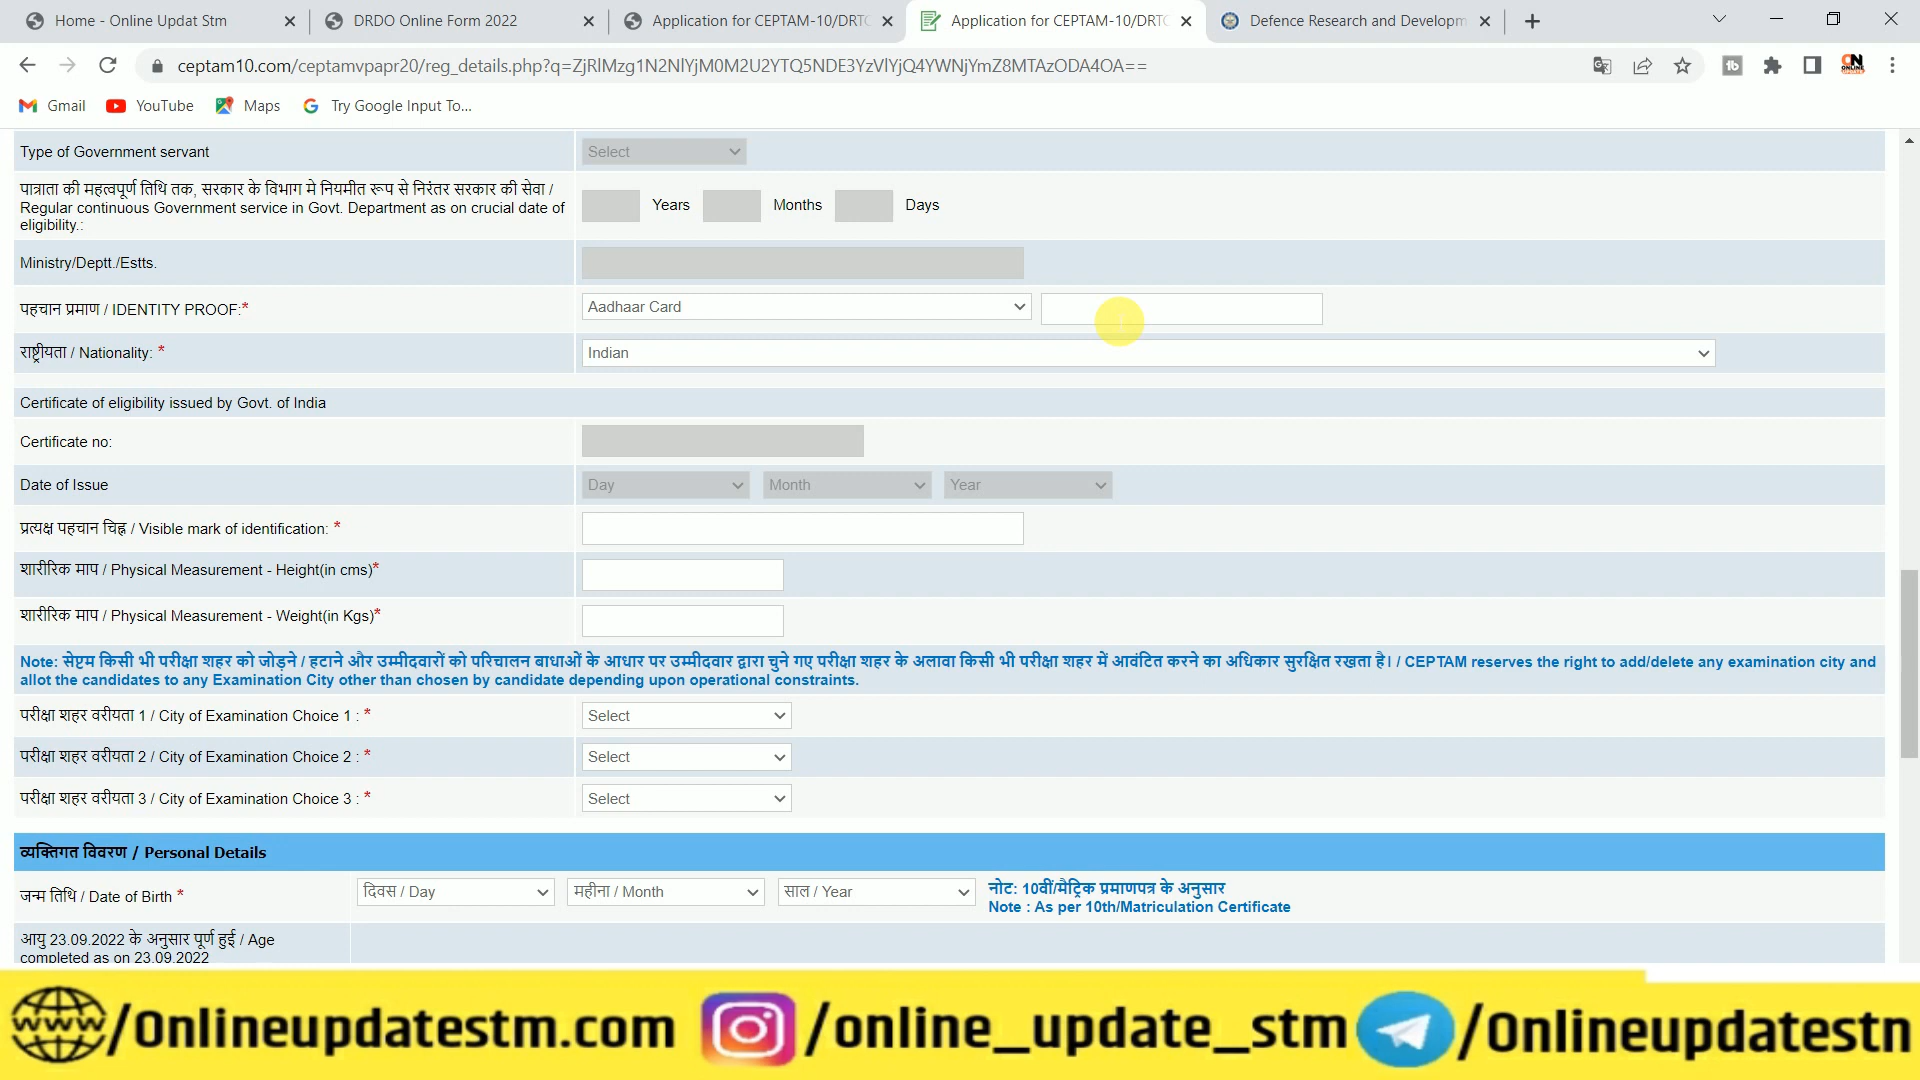 Home - Online Updat Stm
DRDO Online Form 2022
Application for CEPTAM-10/DRTC
Application for CEPTAM-10/DRTC
Defence Research and Developm
ceptam10.com/ceptamvpapr20/reg_details.php?q=ZjRlMzg1N2NlYjM0M2U2YTQ5NDE3YzVlYjQ4YWNjYmZ8MTAzODA4OA==
Gmail
YouTube
Maps
Try Google Input To...
Type of Government servant
Select
पात्राता की महत्वपूर्ण तिथि तक, सरकार के विभाग मे नियमीत रूप से निरंतर सरकार की सेवा /
Regular continuous Government service in Govt. Department as on crucial date of
eligibility.:
Years Months Days
Ministry/Deptt./Estts.
पहचान प्रमाण / IDENTITY PROOF:*
Aadhaar Card
राष्ट्रीयता / Nationality: *
Indian
Certificate of eligibility issued by Govt. of India
Certificate no:
Date of Issue
Day Month Year
प्रत्यक्ष पहचान चिह्न / Visible mark of identification: *
शारीरिक माप / Physical Measurement - Height(in cms)*
शारीरिक माप / Physical Measurement - Weight(in Kgs)*
Note: सेप्टम किसी भी परीक्षा शहर को जोड़ने / हटाने और उम्मीदवारों को परिचालन बाधाओं के आधार पर उम्मीदवार द्वारा चुने गए परीक्षा शहर के अलावा किसी भी परीक्षा शहर में आवंटित करने का अधिकार सुरक्षित रखता है। / CEPTAM reserves the right to add/delete any examination city and
allot the candidates to any Examination City other than chosen by candidate depending upon operational constraints.
परीक्षा शहर वरीयता 1 / City of Examination Choice 1 : *
Select
परीक्षा शहर वरीयता 2 / City of Examination Choice 2 : *
Select
परीक्षा शहर वरीयता 3 / City of Examination Choice 3 : *
Select
व्यक्तिगत विवरण / Personal Details
जन्म तिथि / Date of Birth *
दिवस / Day महीना / Month साल / Year
नोट: 10वीं/मैट्रिक प्रमाणपत्र के अनुसार
Note : As per 10th/Matriculation Certificate
आयु 23.09.2022 के अनुसार पूर्ण हुई / Age
completed as on 23.09.2022
www /Onlineupdatestm.com /online_update_stm /Onlineupdatestn